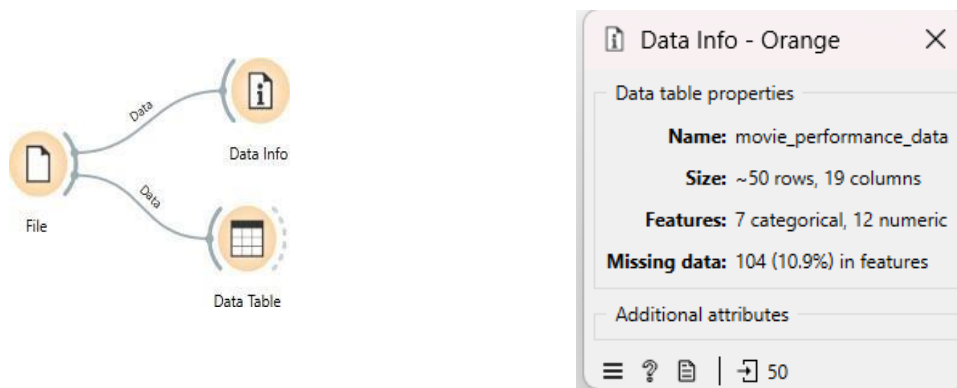 Data
Data Info
File
Data
Data Table
Data Info - Orange
Data table properties
Name: movie_performance_data
Size: ~50 rows, 19 columns
Features: 7 categorical, 12 numeric
Missing data: 104 (10.9%) in features
Additional attributes
50